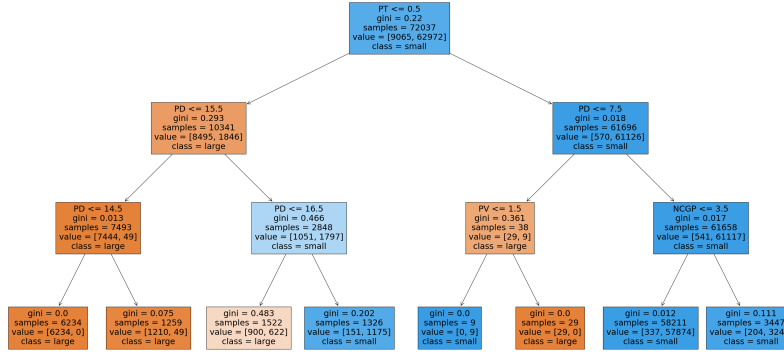 PT <= 0.5
gini = 0.22
samples = 72037
value = [9065, 62972]
class = small
PD <= 15.5
gini = 0.293
samples = 10341
value = [8495, 1846]
class = large
PD <= 7.5
gini = 0.018
samples = 61696
value = [570, 61126]
class = small
PD <= 14.5
gini = 0.013
samples = 7493
value = [7444, 49]
class = large
PD <= 16.5
gini = 0.466
samples = 2848
value = [1051, 1797]
class = small
PV <= 1.5
gini = 0.361
samples = 38
value = [29, 9]
class = large
NCGP <= 3.5
gini = 0.017
samples = 61658
value = [541, 61117]
class = small
gini = 0.0
samples = 6234
value = [6234, 0]
class = large
gini = 0.075
samples = 1259
value = [1210, 49]
class = large
gini = 0.483
samples = 1522
value = [900, 622]
class = large
gini = 0.202
samples = 1326
value = [151, 1175]
class = small
gini = 0.0
samples = 9
value = [0, 9]
class = small
gini = 0.0
samples = 29
value = [29, 0]
class = large
gini = 0.012
samples = 58211
value = [337, 57874]
class = small
gini = 0.111
samples = 3447
value = [204, 324
class = small